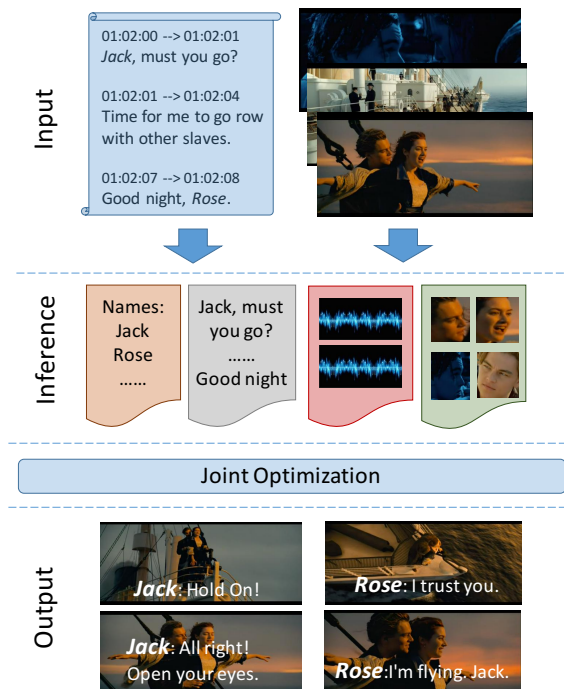 Input
01:02:00 --> 01:02:01
Jack, must you go?
01:02:01 --> 01:02:04
Time for me to go row
with other slaves.
01:02:07 --> 01:02:08
Good night, Rose.
Inference
Names:
Jack
Rose
......
Jack, must
you go?
......
Good night
Joint Optimization
Output
Jack: Hold On!
Rose: I trust you.
Jack: All right!
Open your eyes.
Rose:I'm flying. Jack.